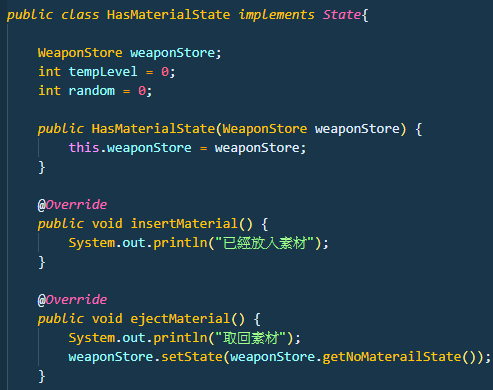 public class HasMaterialState implements State{
WeaponStore weaponStore;
int tempLevel = 0;
int random = 0;
public HasMaterialState(WeaponStore weaponStore) {
this.weaponStore = weaponStore;
}
@Override
public void insertMaterial() {
System.out.println("已經放入素材");
}
@Override
public void ejectMaterial() {
System.out.println("取回素材");
weaponStore.setState(weaponStore.getNoMaterailState());
}